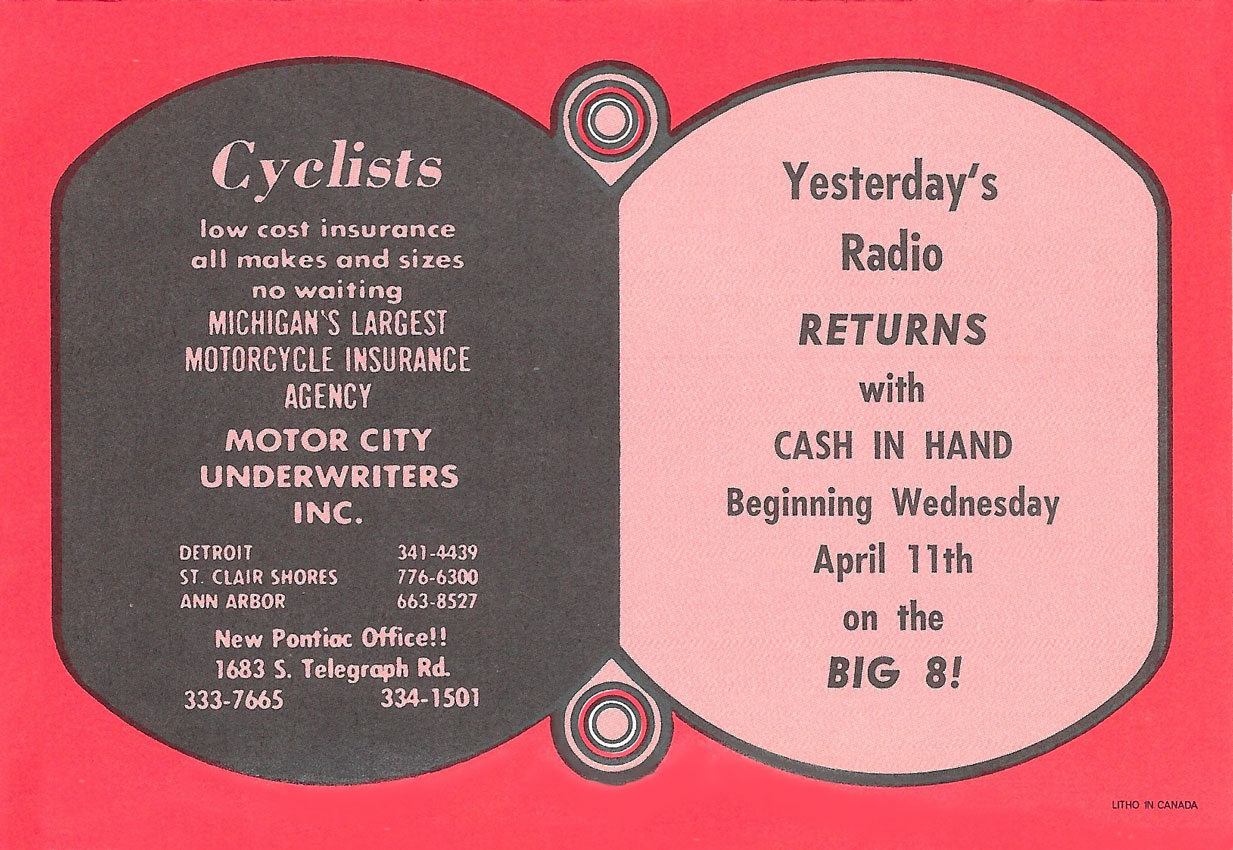 Cyclists
low cost insurance
all makes and sizes
no waiting
MICHIGAN'S LARGEST
MOTORCYCLE INSURANCE
AGENCY
MOTOR CITY
UNDERWRITERS
INC.
DETROIT 341-4439
ST. CLAIR SHORES 776-6300
ANN ARBOR 663-8527
New Pontiac Office!!
1683 S. Telegraph Rd.
333-7665 334-1501
Yesterday's
Radio
RETURNS
with
CASH IN HAND
Beginning Wednesday
April 11th
on the
BIG 8!
LITHO IN CANADA